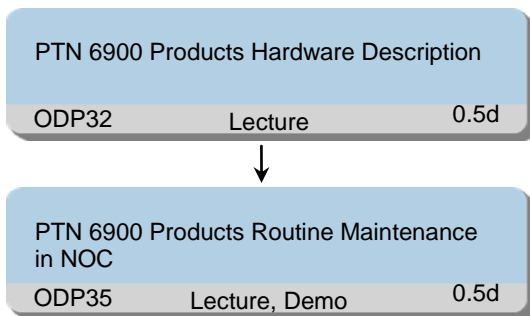 PTN 6900 Products Hardware Description
ODP32 Lecture 0.5d
PTN 6900 Products Routine Maintenance
in NOC
ODP35 Lecture, Demo 0.5d